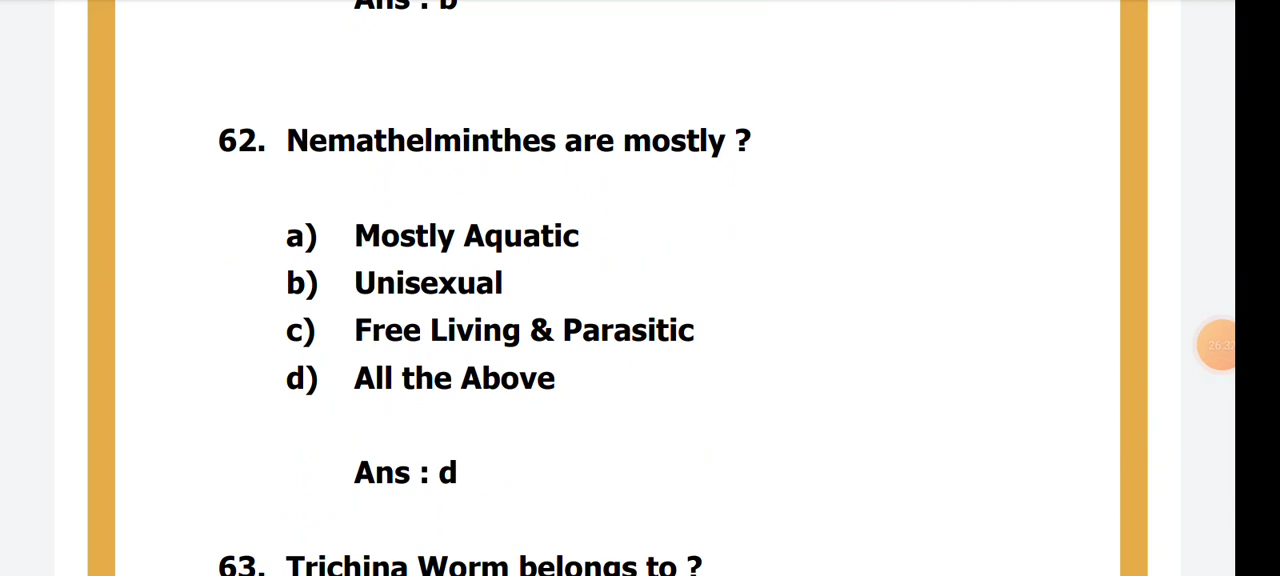 Ans : b
62. Nemathelminthes are mostly ?
a) Mostly Aquatic
b) Unisexual
c) Free Living & Parasitic
d) All the Above
Ans : d
63. Trichina Worm belongs to ?